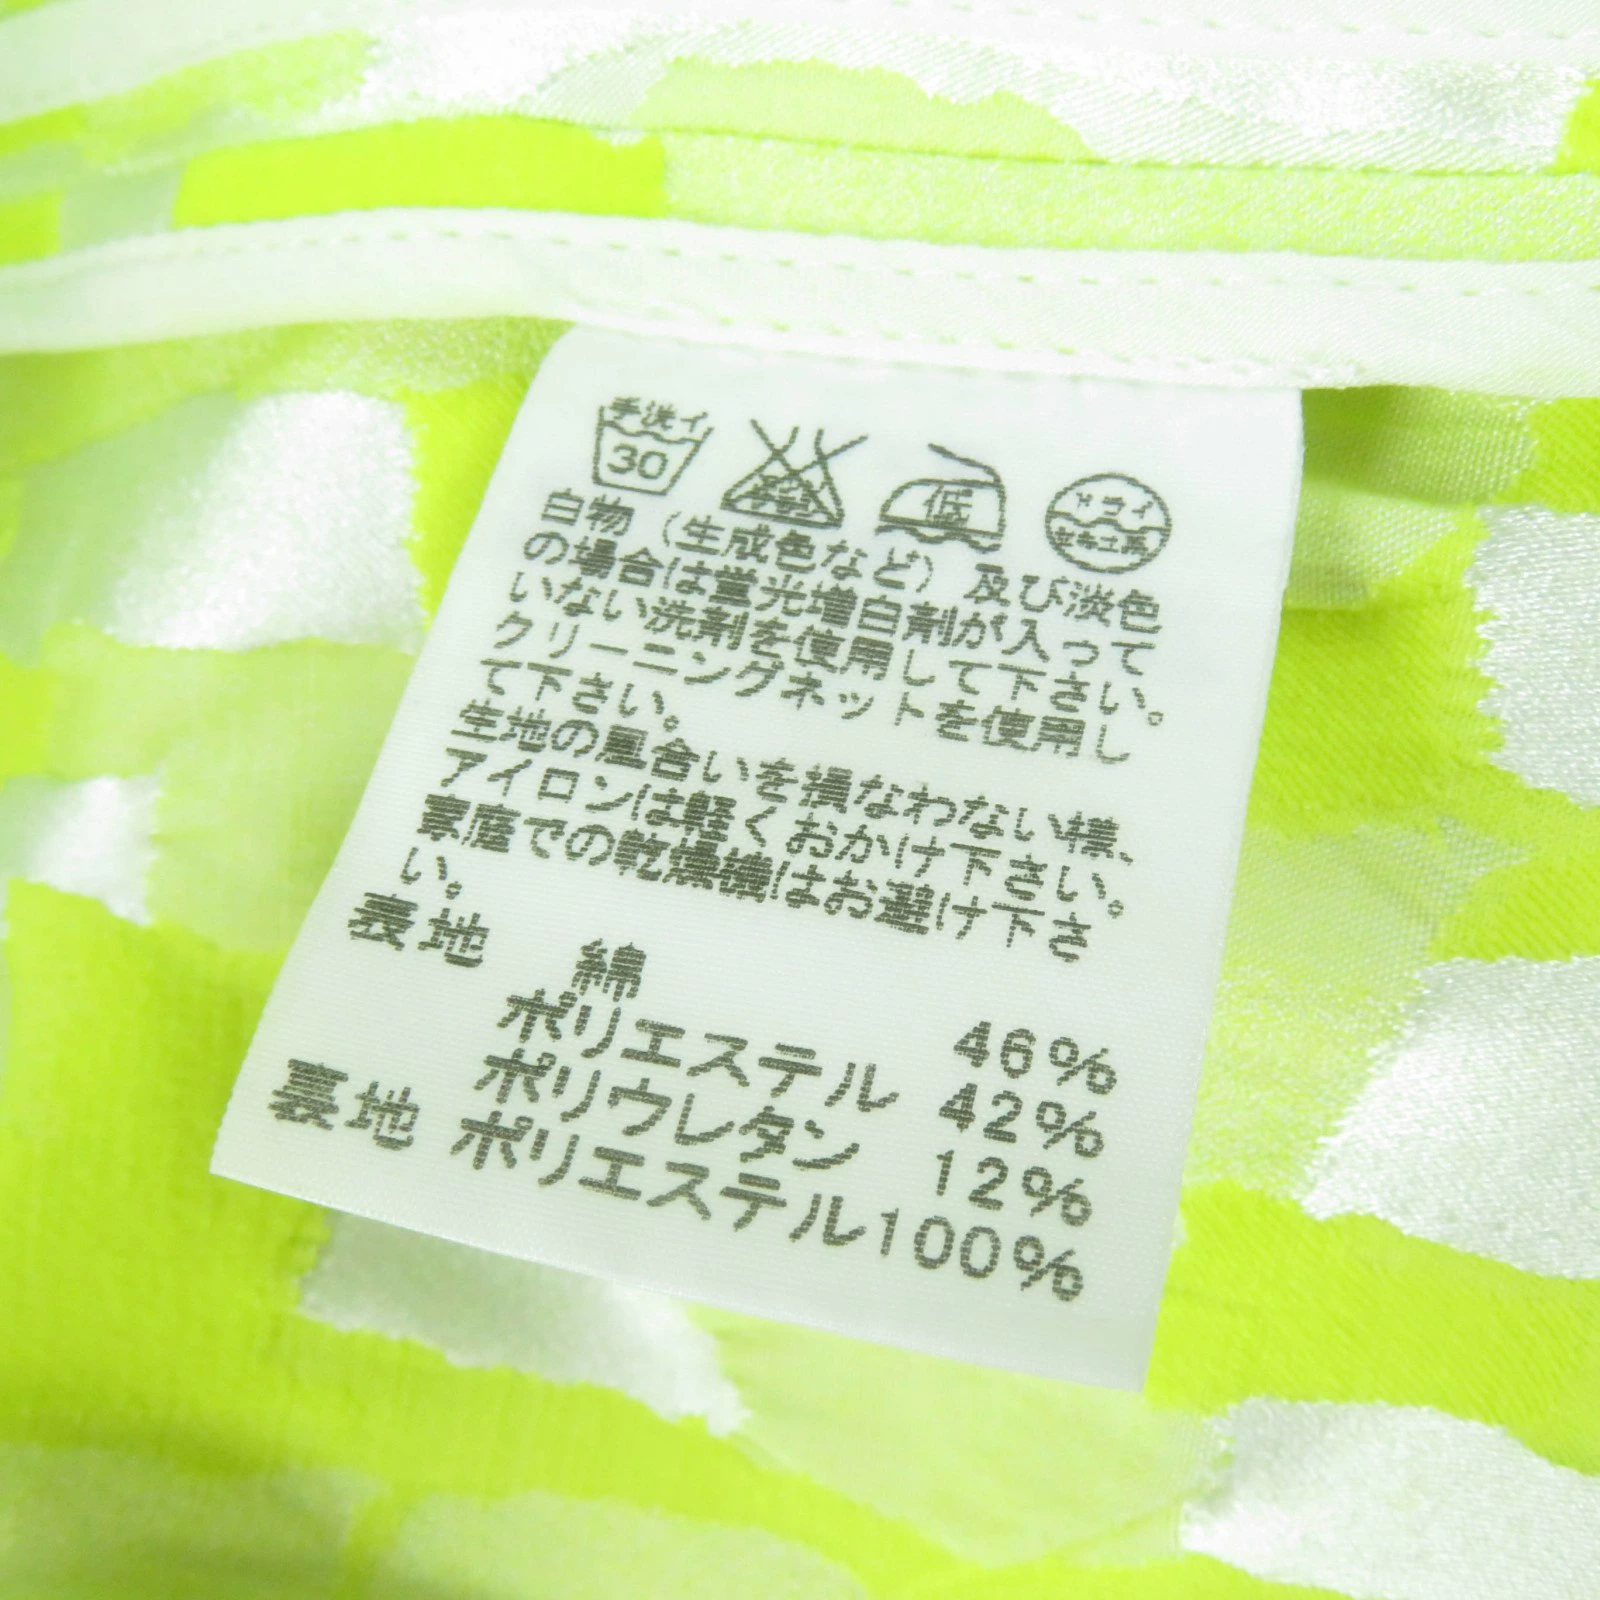 手洗イ
30
低
ドライ
白物（生成色など）及び淡色
の場合は蛍光増白剤が入って
いない洗剤を使用して下さい。
クリーニングネットを使用し
て下さい。
生地の風合いを損なわない様、
アイロンは軽くおかけ下さい。
家庭での乾燥機はお避け下さ
い。
表地 綿 46%
ポリエステル 42%
ポリウレタン 12%
裏地 ポリエステル100%